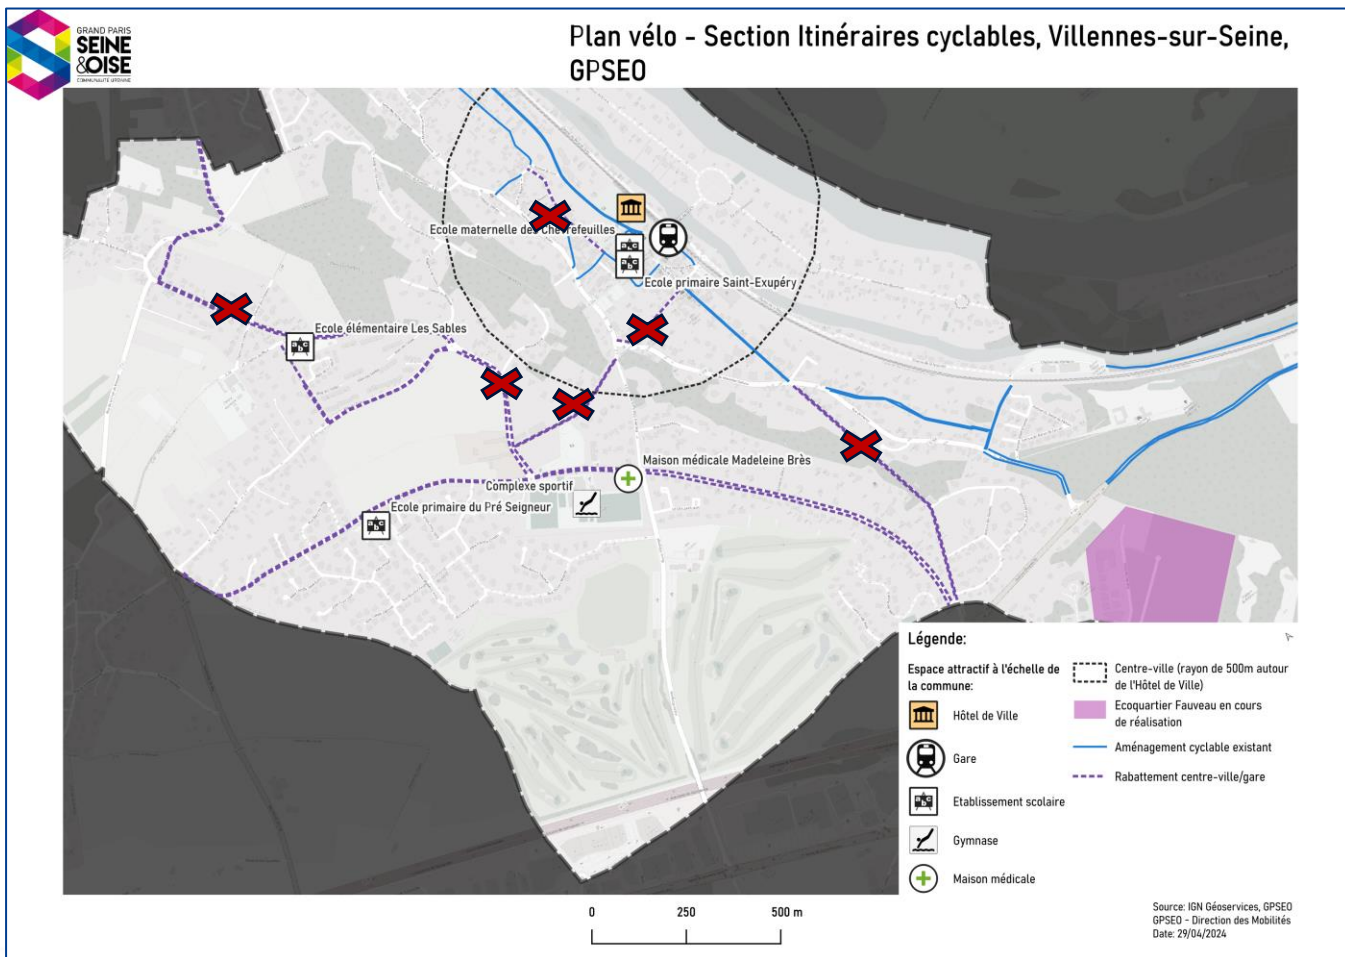 GRAND PARIS
SEINE
&OISE
COMMUNAUTÉ URBAINE
Plan vélo - Section Itinéraires cyclables, Villennes-sur-Seine,
GPSEO
Ecole maternelle des Chèvrefeuilles
Ecole primaire Saint-Exupéry
Ecole élémentaire Les Sables
Maison médicale Madeleine Brès
Complexe sportif
Ecole primaire du Pré Seigneur
Légende:
Espace attractif à l'échelle de
la commune:
Hôtel de Ville
Gare
Etablissement scolaire
Gymnase
Maison médicale
Centre-ville (rayon de 500m autour
de l'Hôtel de Ville)
Ecoquartier Fauveau en cours
de réalisation
Aménagement cyclable existant
Rabattement centre-ville/gare
0 250 500 m
Source: IGN Géoservices, GPSEO
GPSEO - Direction des Mobilités
Date: 29/04/2024